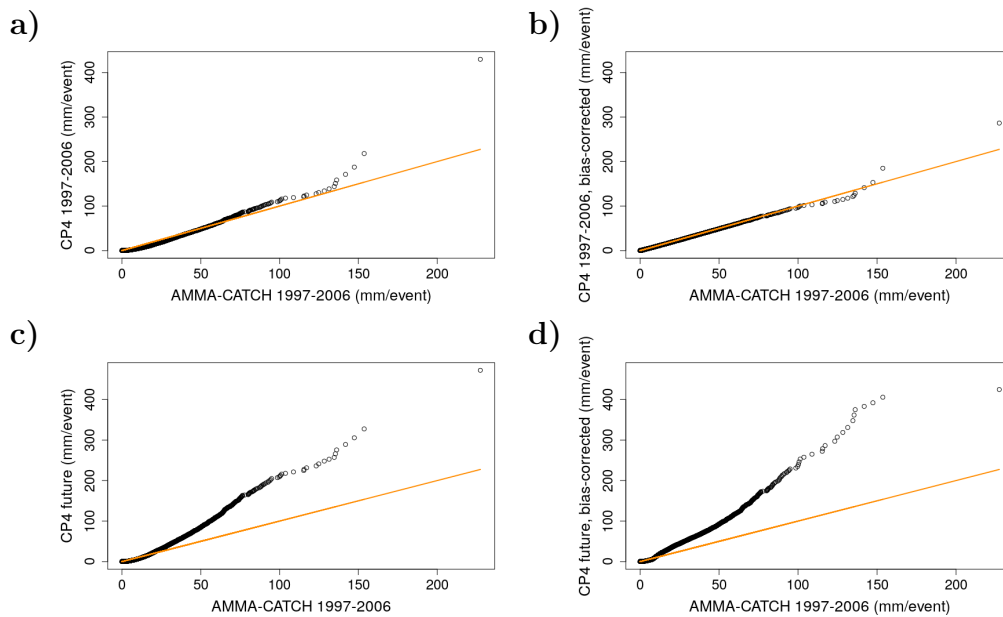 a)
CP4 1997-2006 (mm/event)
400
300
200
100
0
0 50 100 150 200
AMMA-CATCH 1997-2006 (mm/event)
b)
CP4 1997-2006, bias-corrected (mm/event)
400
300
200
100
0
0 50 100 150 200
AMMA-CATCH 1997-2006 (mm/event)
c)
CP4 future (mm/event)
400
300
200
100
0
0 50 100 150 200
AMMA-CATCH 1997-2006
d)
CP4 future, bias-corrected (mm/event)
400
300
200
100
0
0 50 100 150 200
AMMA-CATCH 1997-2006 (mm/event)